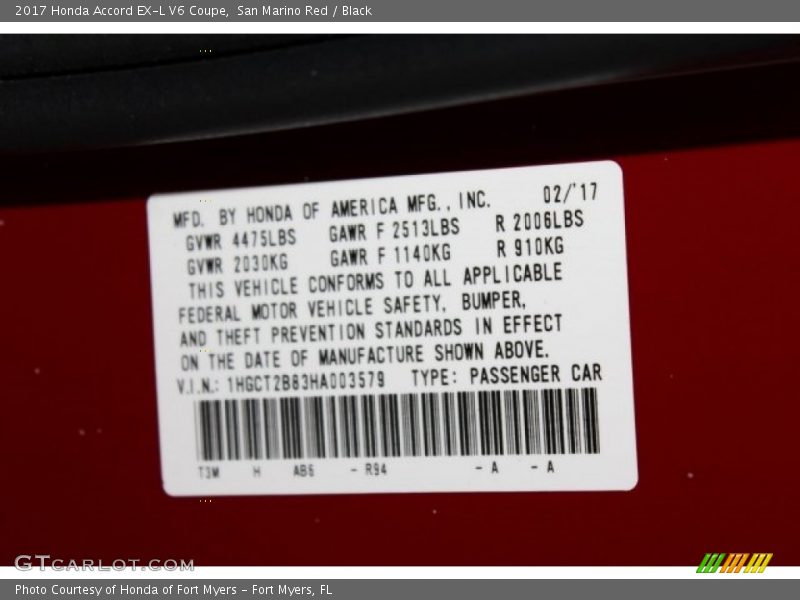 2017 Honda Accord EX-L V6 Coupe,  San Marino Red / Black
MFD. BY HONDA OF AMERICA MFG., INC. 02/'17
GVWR 4475LBS GAWR F 2513LBS R 2006LBS
GVWR 2030KG GAWR F 1140KG R 910KG
THIS VEHICLE CONFORMS TO ALL APPLICABLE
FEDERAL MOTOR VEHICLE SAFETY, BUMPER,
AND THEFT PREVENTION STANDARDS IN EFFECT
ON THE DATE OF MANUFACTURE SHOWN ABOVE.
V.I.N.: 1HGCT2B83HA003579 TYPE: PASSENGER CAR
T3M H AB6 - R94 - A - A
GTCARLOT.COM
Photo Courtesy of Honda of Fort Myers - Fort Myers, FL